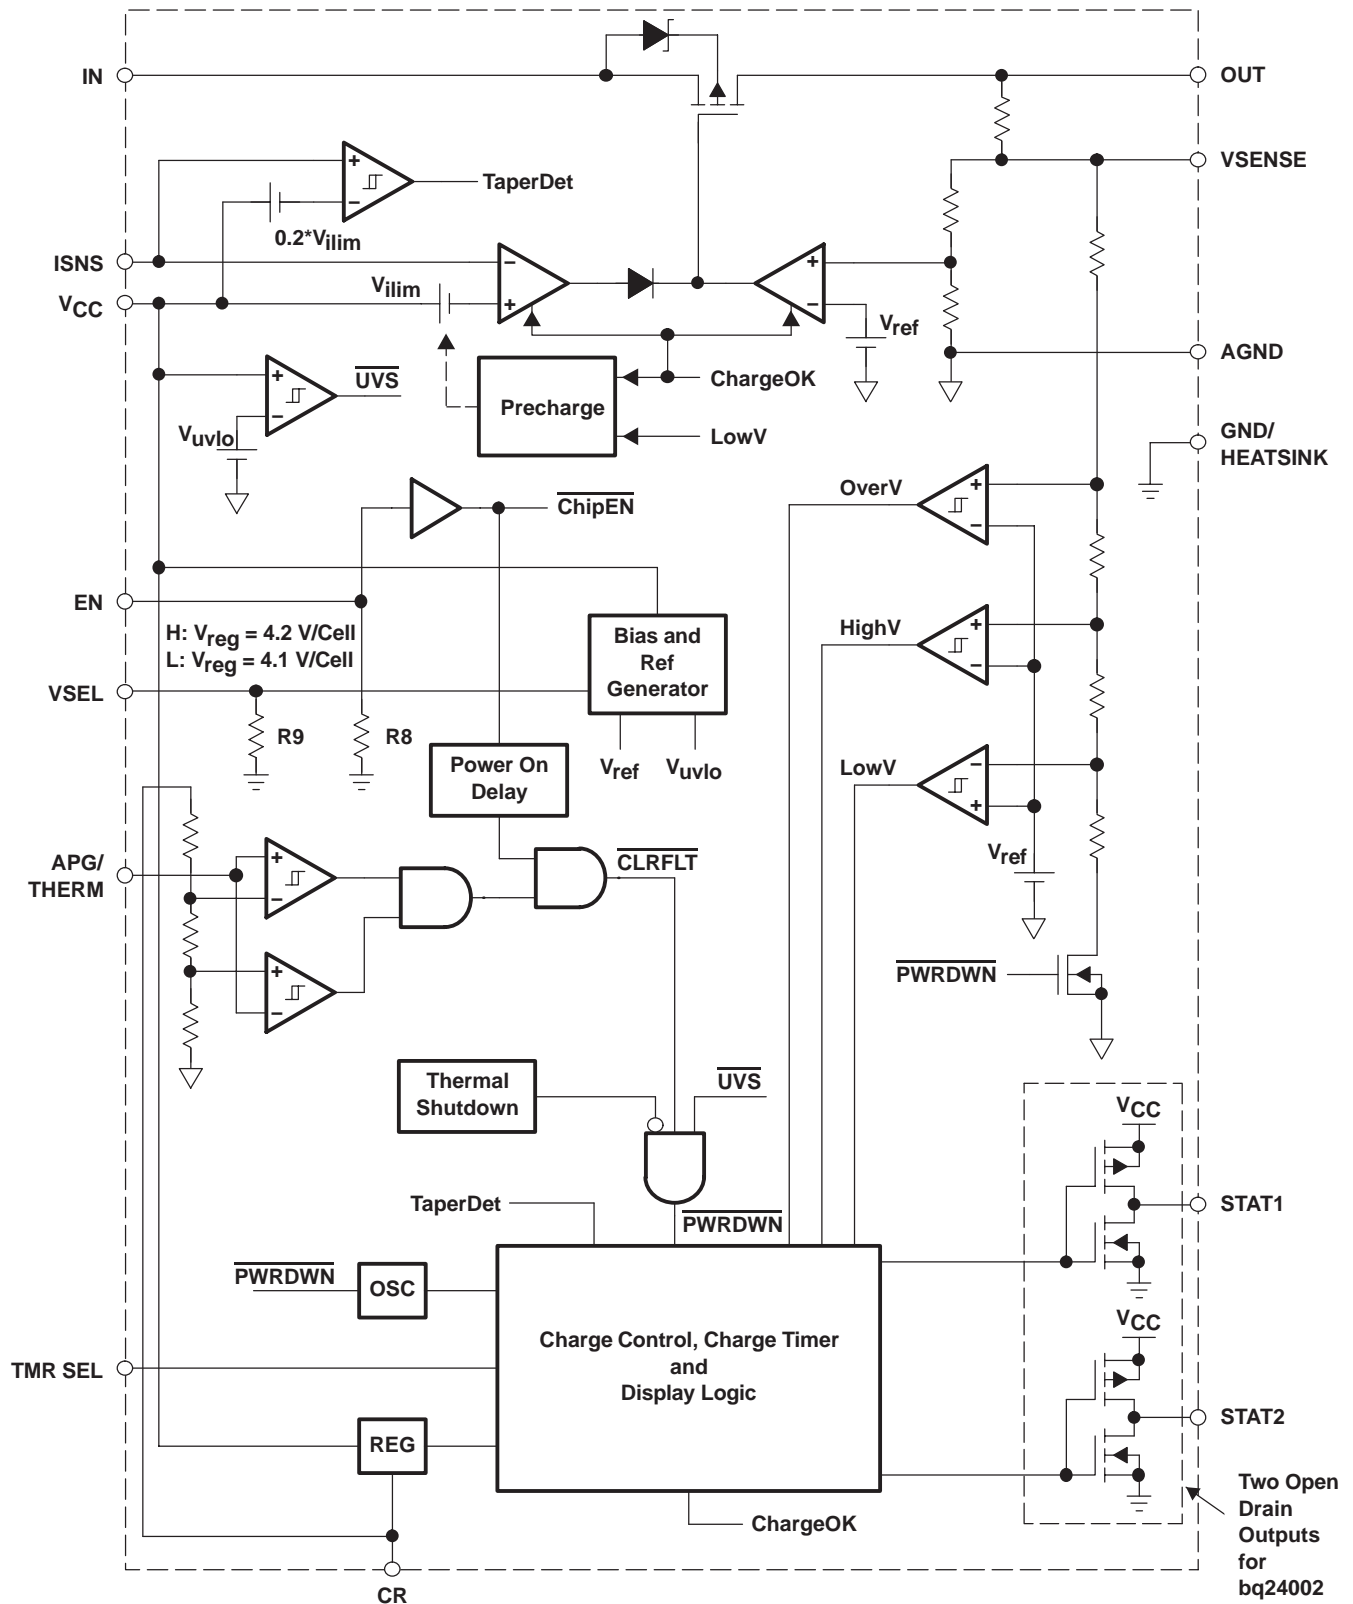 IN
OUT
VSENSE
+
−
TaperDet
0.2*Vilim
ISNS
VCC
Vilim
−
+
+
−
Vref
AGND
+
−
UVS
Vuvlo
Precharge
ChargeOK
LowV
GND/
HEATSINK
ChipEN
OverV
+
−
EN
H: Vreg = 4.2 V/Cell
L: Vreg = 4.1 V/Cell
Bias and
Ref
Generator
HighV
+
−
VSEL
R9
R8
Vref
Vuvlo
Power On
Delay
LowV
−
+
Vref
APG/
THERM
+
−
CLRFLT
+
−
PWRDWN
Thermal
Shutdown
UVS
VCC
STAT1
TaperDet
PWRDWN
PWRDWN
OSC
Charge Control, Charge Timer
and
Display Logic
VCC
TMR SEL
STAT2
REG
ChargeOK
Two Open
Drain
Outputs
for
bq24002
CR